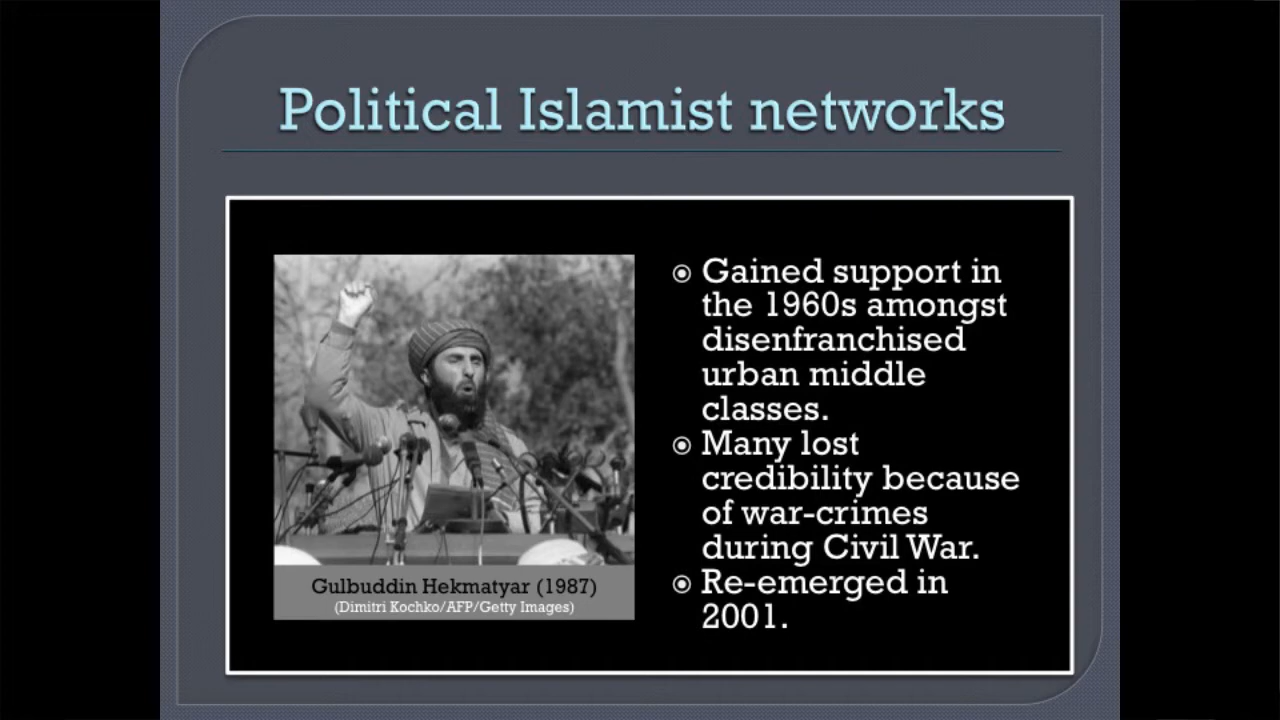 Political Islamist networks
Gained support in
the 1960s amongst
disenfranchised
urban middle
classes.
Many lost
credibility because
of war-crimes
during Civil War.
Re-emerged in
2001.
Gulbuddin Hekmatyar (1987)
(Dimitri Kochko/AFP/Getty Images)